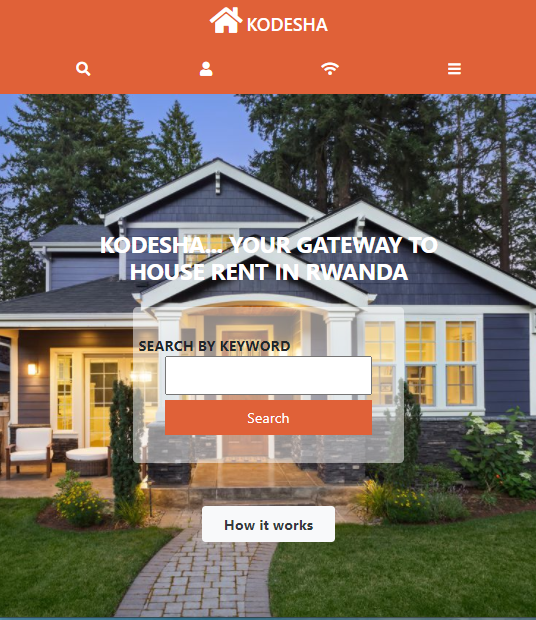 KODESHA
KODESHA... YOUR GATEWAY TO
HOUSE RENT IN RWANDA
SEARCH BY KEYWORD
Search
How it works